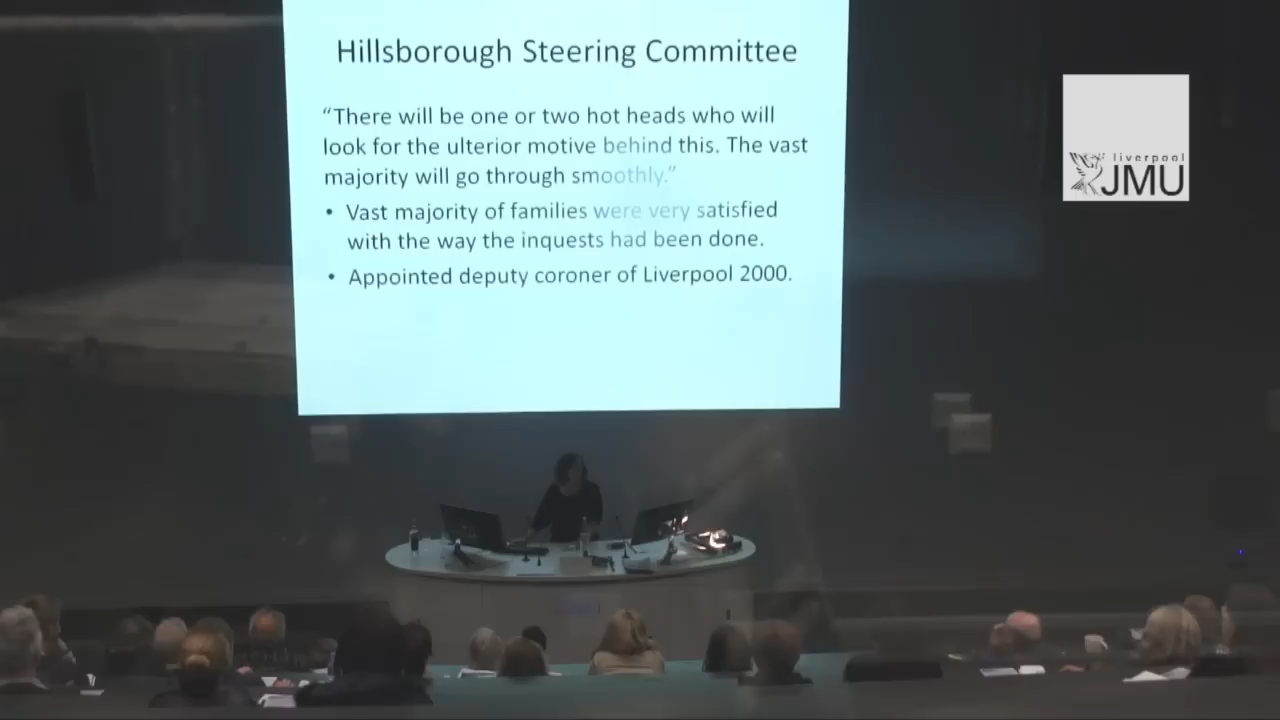 Hillsborough Steering Committee
“There will be one or two hot heads who will
look for the ulterior motive behind this. The vast
majority will go through smoothly.”
• Vast majority of families were very satisfied
with the way the inquests had been done.
• Appointed deputy coroner of Liverpool 2000.
liverpool
JMU